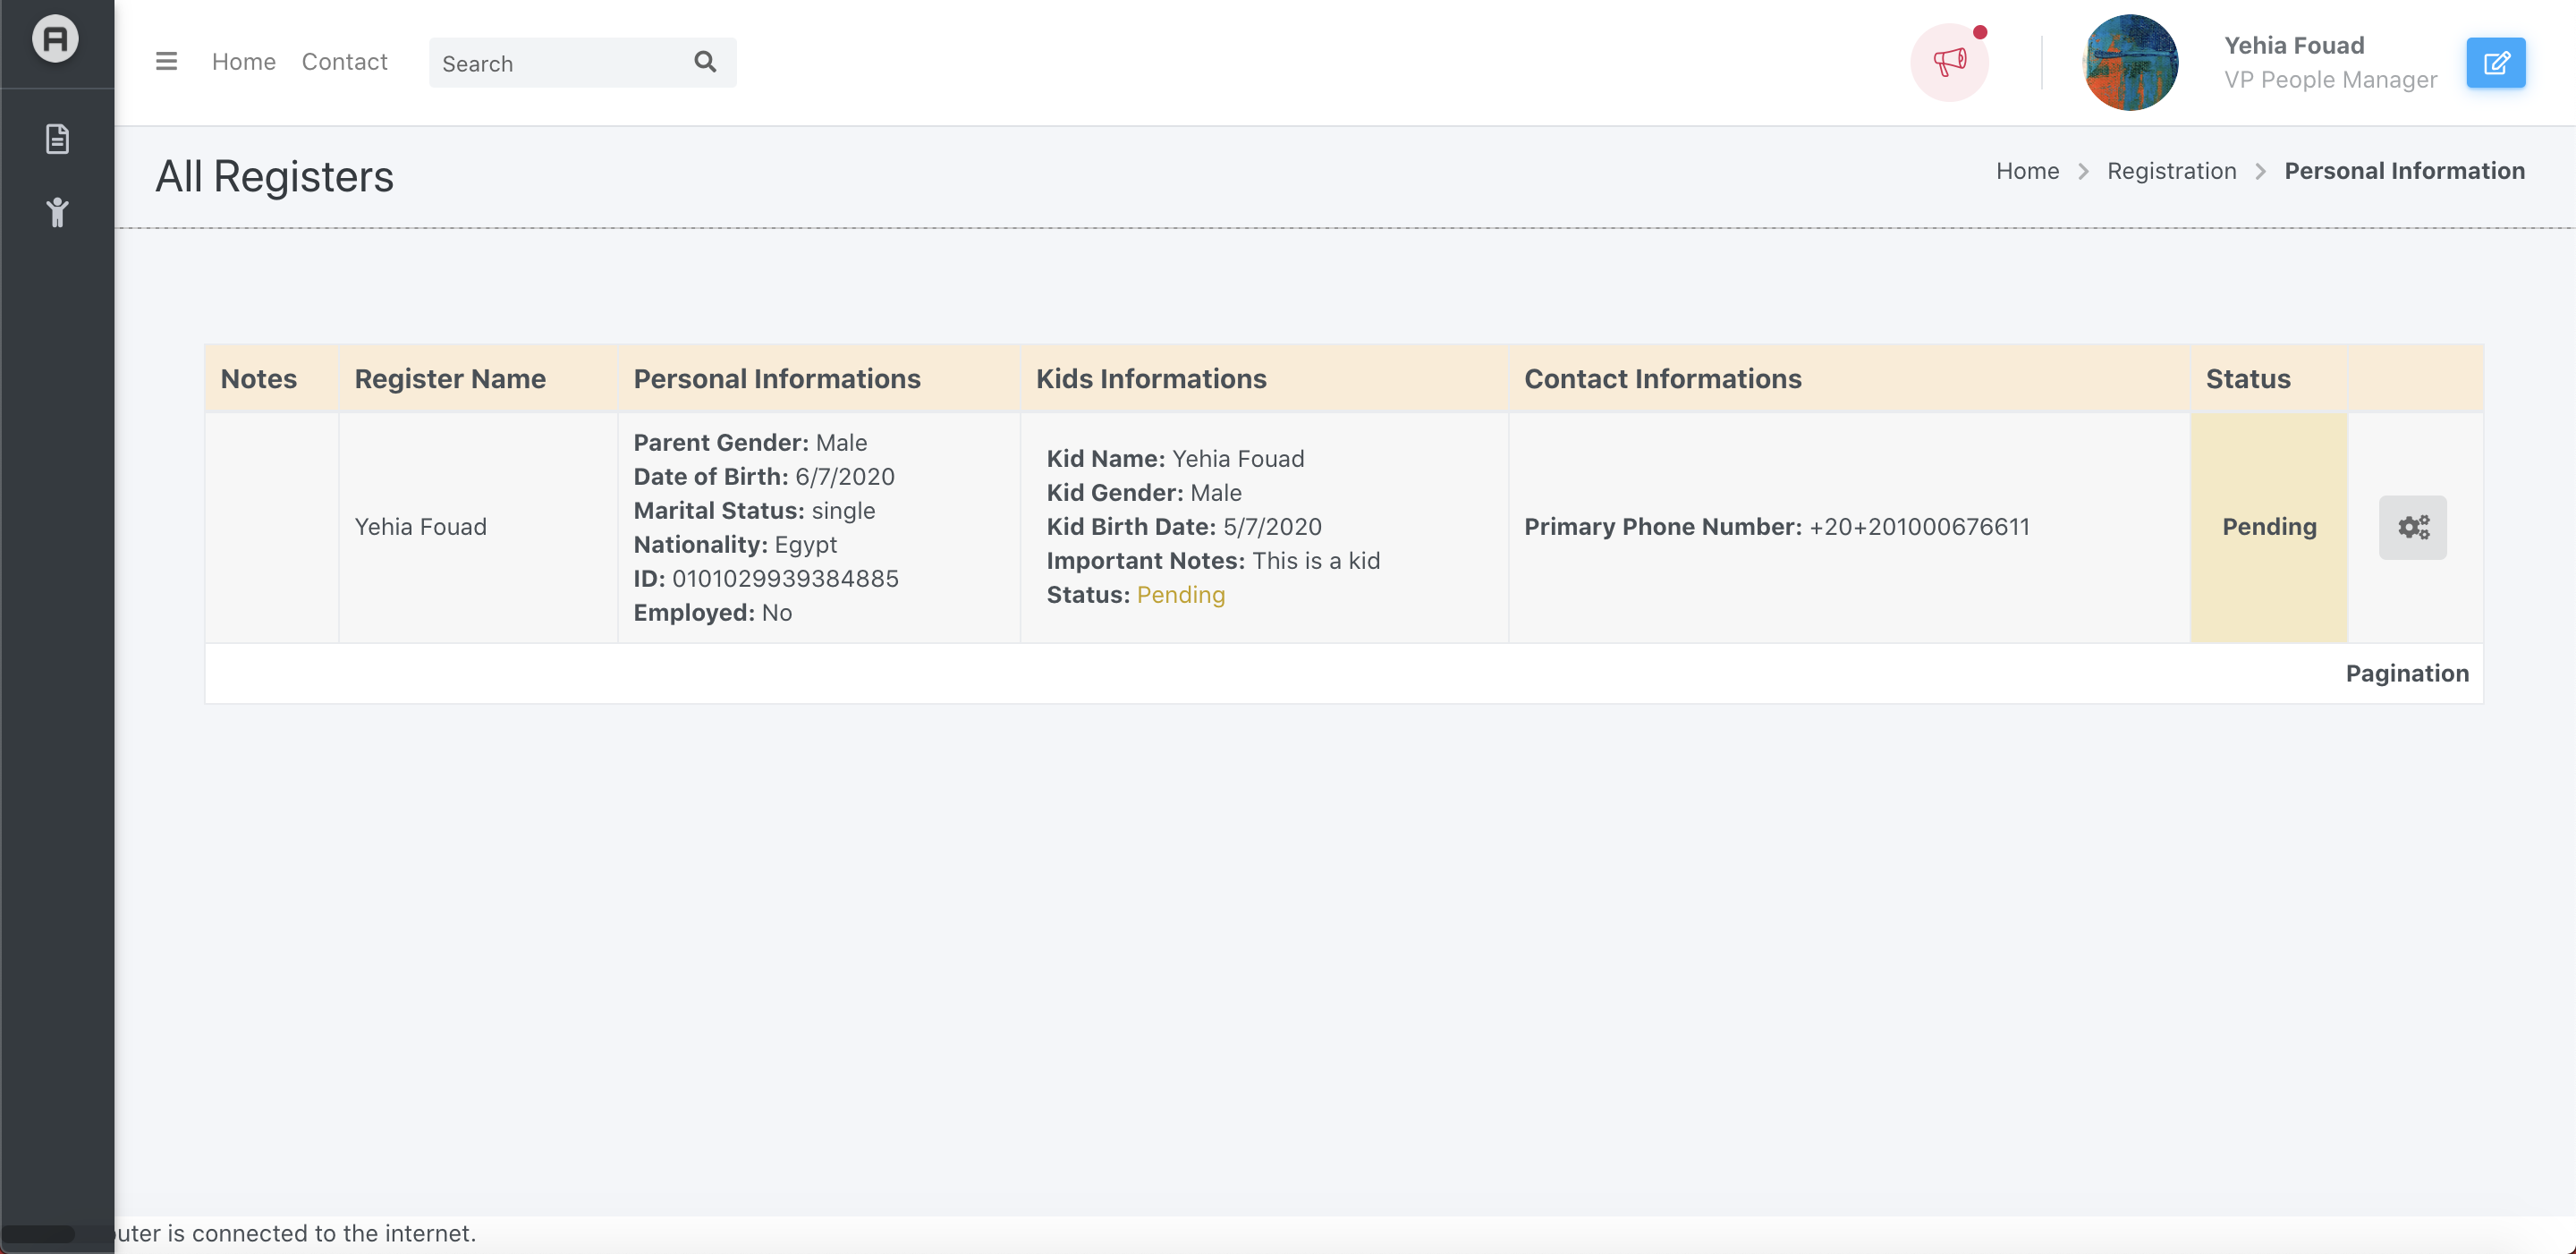 A
Home Contact Search
Yehia Fouad
VP People Manager
All Registers
Home Registration Personal Information
Notes Register Name Personal Informations Kids Informations Contact Informations Status
Yehia Fouad
Parent Gender: Male
Date of Birth: 6/7/2020
Marital Status: single
Nationality: Egypt
ID: 0101029939384885
Employed: No
Kid Name: Yehia Fouad
Kid Gender: Male
Kid Birth Date: 5/7/2020
Important Notes: This is a kid
Status: Pending
Primary Phone Number: +20+201000676611
Pending
Pagination
uter is connected to the internet.